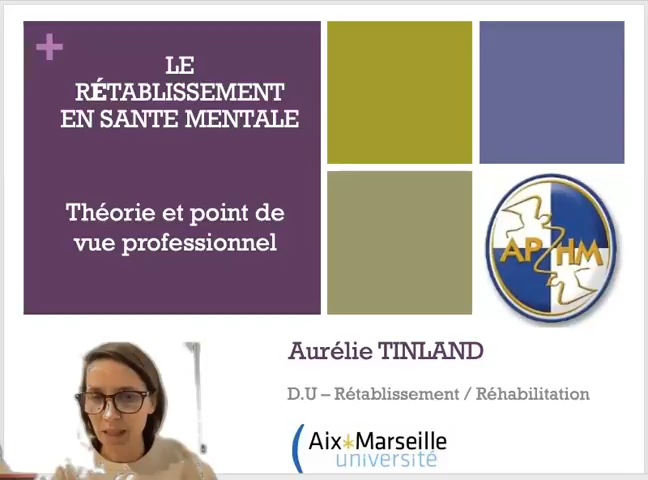 +
LE
RÉTABLISSEMENT
EN SANTE MENTALE
Théorie et point de
vue professionnel
AP HM
Aurélie TINLAND
D.U – Rétablissement / Réhabilitation
Aix*Marseille
université